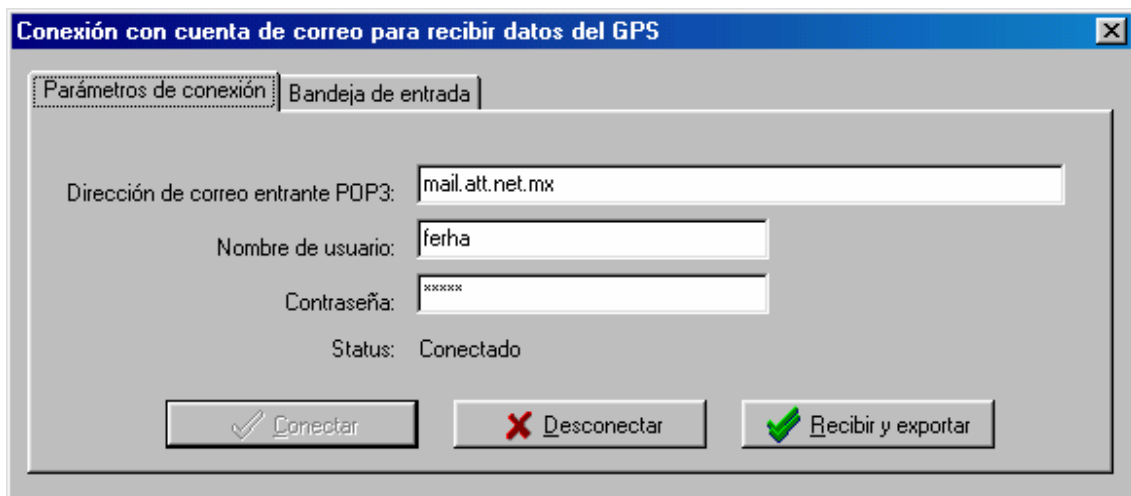 Conexión con cuenta de correo para recibir datos del GPS
Parámetros de conexión Bandeja de entrada
Dirección de correo entrante POP3: mail.att.net.mx
Nombre de usuario: ferha
Contraseña: xxxxx
Status: Conectado
Conectar Desconectar Recibir y exportar